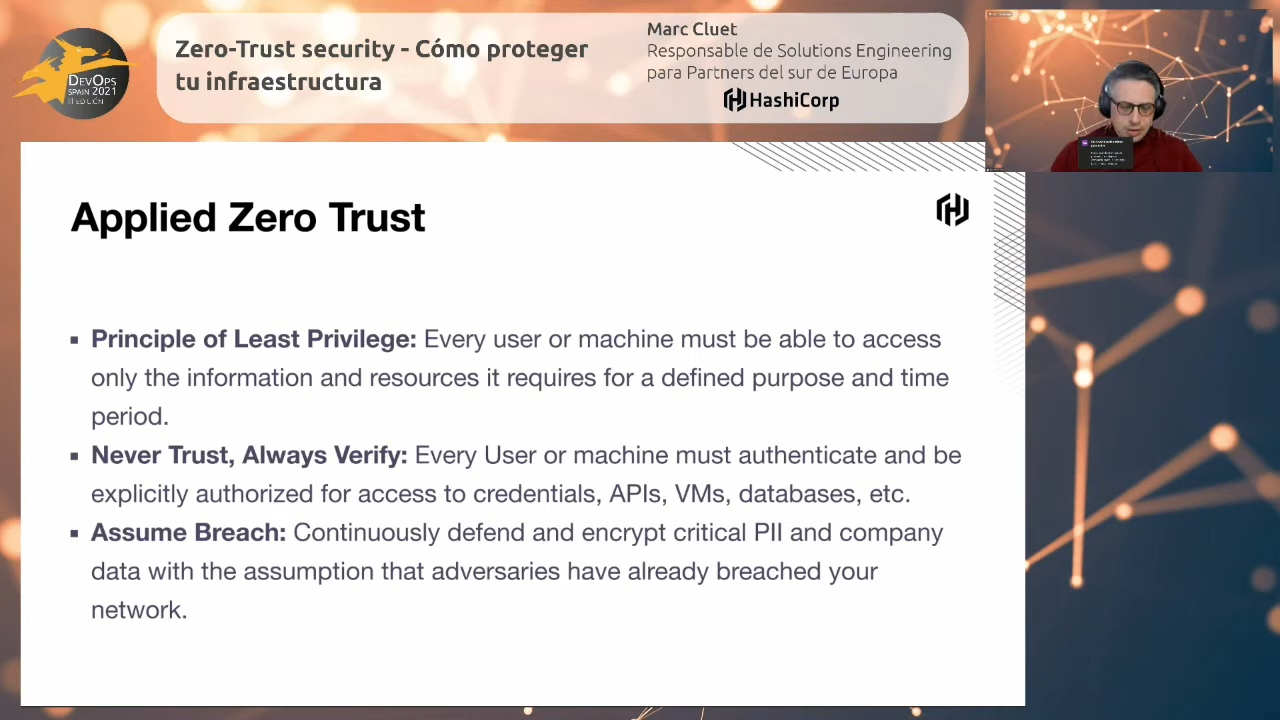 Zero-Trust security - Cómo proteger
tu infraestructura
Marc Cluet
Responsable de Solutions Engineering
para Partners del sur de Europa
HashiCorp
DEVOPS
SPAIN 2021
III EDICIÓN
Applied Zero Trust
▪ Principle of Least Privilege: Every user or machine must be able to access
only the information and resources it requires for a defined purpose and time
period.
▪ Never Trust, Always Verify: Every User or machine must authenticate and be
explicitly authorized for access to credentials, APIs, VMs, databases, etc.
▪ Assume Breach: Continuously defend and encrypt critical PII and company
data with the assumption that adversaries have already breached your
network.